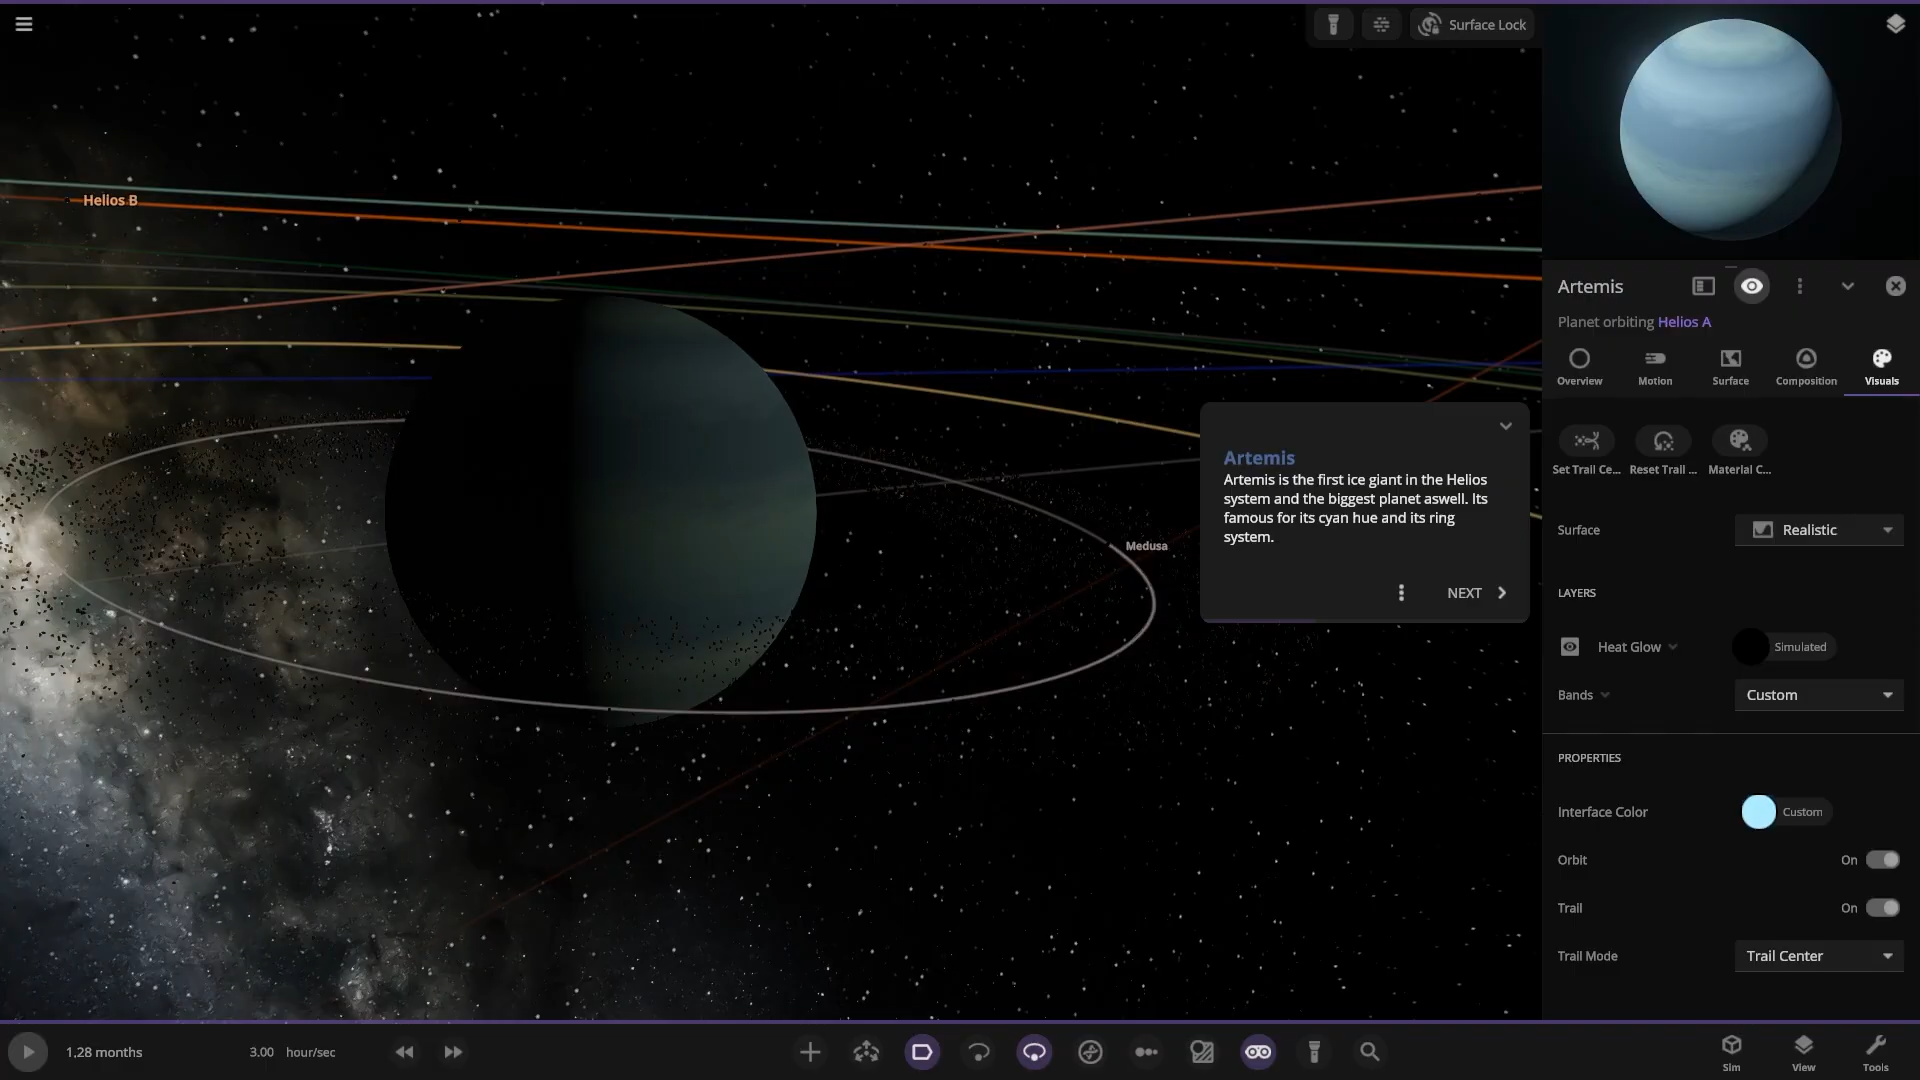 Surface Lock
Helios B
Artemis
Planet orbiting Helios A
Overview
Motion
Surface
Composition
Visuals
Set Trail Ce...
Reset Trail ...
Material C...
Artemis
Artemis is the first ice giant in the Helios
system and the biggest planet aswell. Its
famous for its cyan hue and its ring
system.
NEXT
Medusa
Surface
Realistic
LAYERS
Heat Glow
Simulated
Bands
Custom
PROPERTIES
Interface Color
Custom
Orbit
On
Trail
On
Trail Mode
Trail Center
1.28 months
3.00 hour/sec
Sim
View
Tools